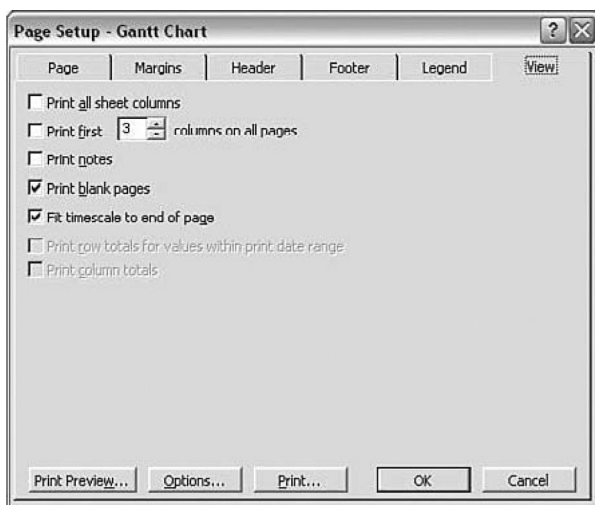 Page Setup - Gantt Chart
Page Margins Header Footer Legend View
Print all sheet columns
Print first 3 columns on all pages
Print notes
Print blank pages
Fit timescale to end of page
Print row totals for values within print date range
Print column totals
Print Preview... Options... Print... OK Cancel